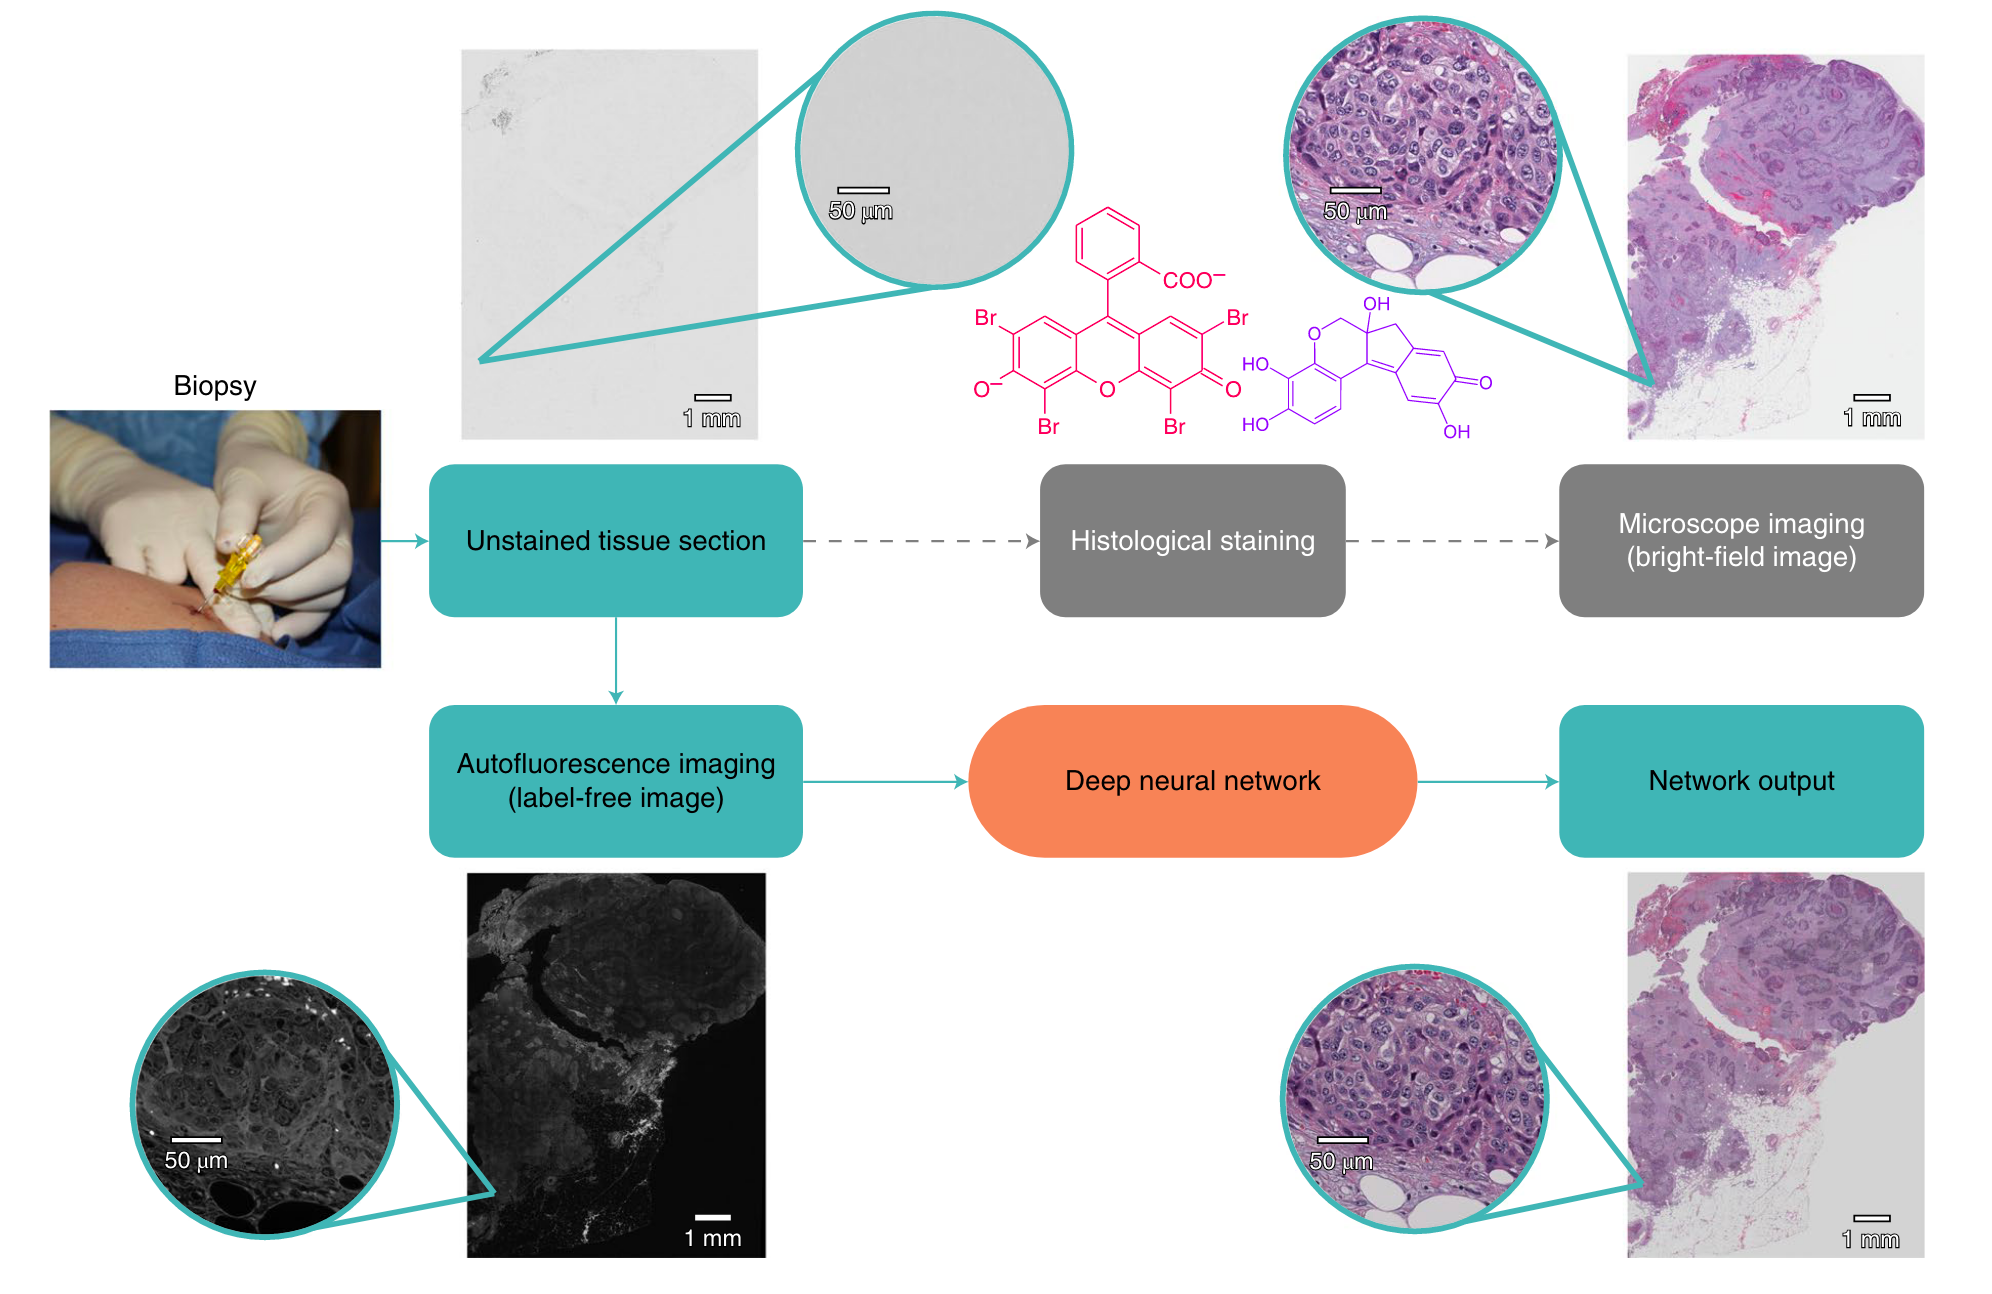 50 µm
50 µm
1 mm
1 mm
COO−
Br
Br
O−
O
O
Br
Br
OH
O
HO
O
HO
OH
Biopsy
Unstained tissue section
Histological staining
Microscope imaging
(bright-field image)
Autofluorescence imaging
(label-free image)
Deep neural network
Network output
50 µm
1 mm
50 µm
1 mm